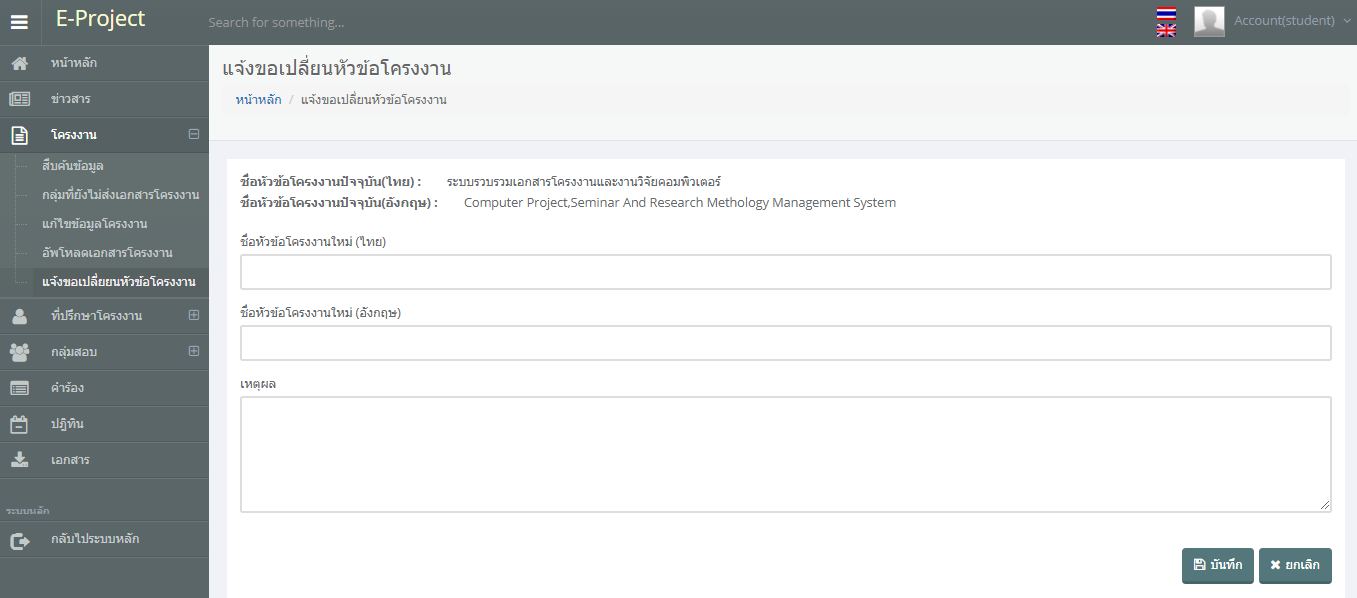 E-Project
Search for something...
Account(student)
หน้าหลัก
ข่าวสาร
โครงงาน
สืบค้นข้อมูล
กลุ่มที่ยังไม่ส่งเอกสารโครงงาน
แก้ไขข้อมูลโครงงาน
อัพโหลดเอกสารโครงงาน
แจ้งขอเปลี่ยยนหัวข้อโครงงาน
ที่ปรึกษาโครงงาน
กลุ่มสอบ
คำร้อง
ปฎิทิน
เอกสาร
ระบบหลัก
กลับไประบบหลัก
แจ้งขอเปลี่ยนหัวข้อโครงงาน
หน้าหลัก / แจ้งขอเปลี่ยนหัวข้อโครงงาน
ชื่อหัวข้อโครงงานปัจจุบัน(ไทย) : ระบบรวบรวมเอกสารโครงงานและงานวิจัยคอมพิวเตอร์
ชื่อหัวข้อโครงงานปัจจุบัน(อังกฤษ) : Computer Project,Seminar And Research Methology Management System
ชื่อหัวข้อโครงงานใหม่ (ไทย)
ชื่อหัวข้อโครงงานใหม่ (อังกฤษ)
เหตุผล
บันทึก
ยกเลิก